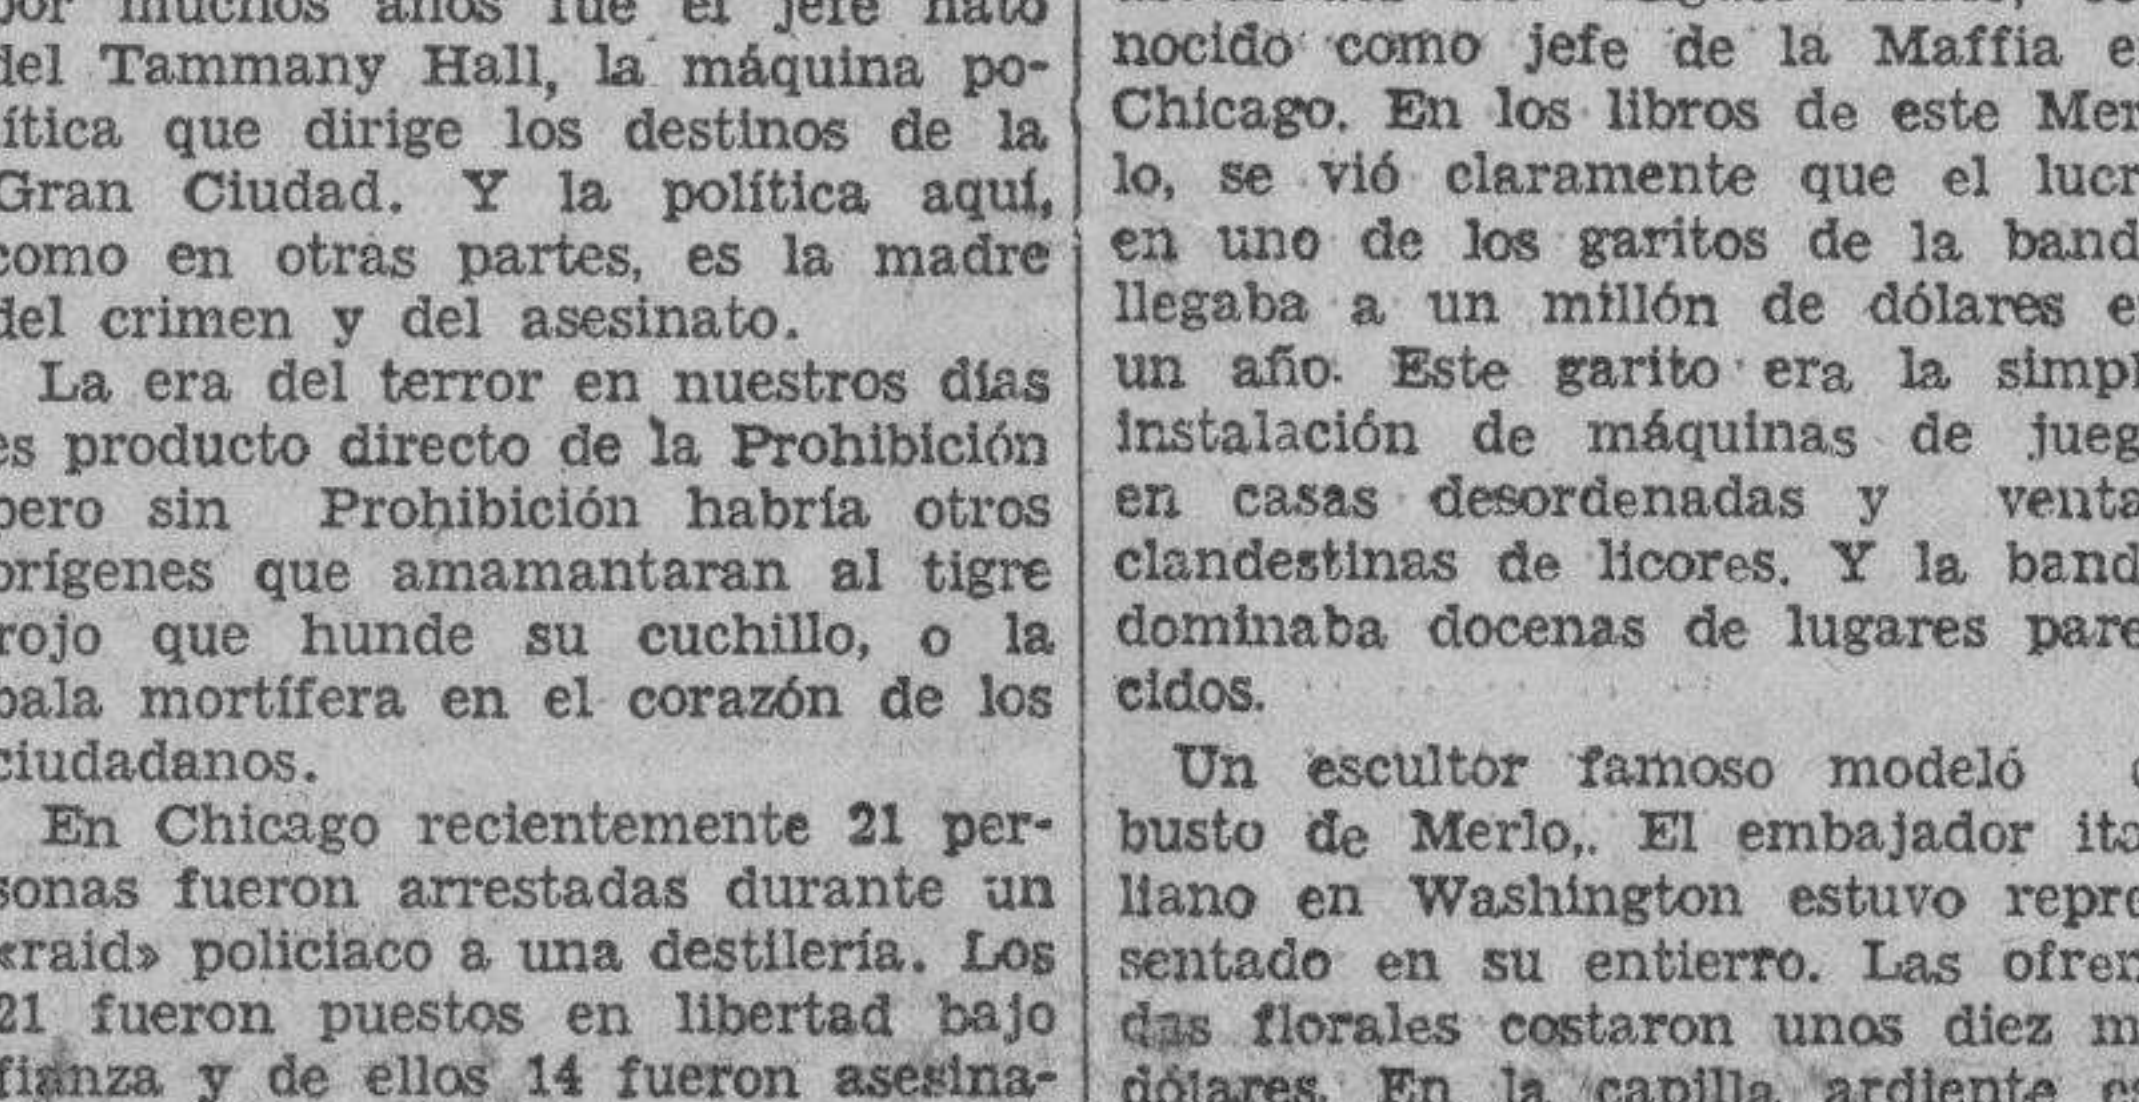 por muchos años fue el jefe nato
del Tammany Hall, la máquina po-
lítica que dirige los destinos de la
Gran Ciudad. Y la política aquí,
como en otras partes, es la madre
del crimen y del asesinato.
La era del terror en nuestros días
es producto directo de la Prohibición
pero sin Prohibición habría otros
orígenes que amamantaran al tigre
rojo que hunde su cuchillo, o la
bala mortífera en el corazón de los
ciudadanos.
En Chicago recientemente 21 per-
sonas fueron arrestadas durante un
«raid» policiaco a una destilería. Los
21 fueron puestos en libertad bajo
fianza y de ellos 14 fueron asesina-
nocido como jefe de la Maffia e
Chicago. En los libros de este Mer
lo, se vió claramente que el lucr
en uno de los garitos de la band
llegaba a un millón de dólares e
un año. Este garito era la simpl
instalación de máquinas de jueg
en casas desordenadas y venta
clandestinas de licores. Y la band
dominaba docenas de lugares pare
cidos.
Un escultor famoso modeló
busto de Merlo,. El embajador ita
liano en Washington estuvo repre
sentado en su entierro. Las ofren
das florales costaron unos diez m
dólares. En la capilla ardiente es